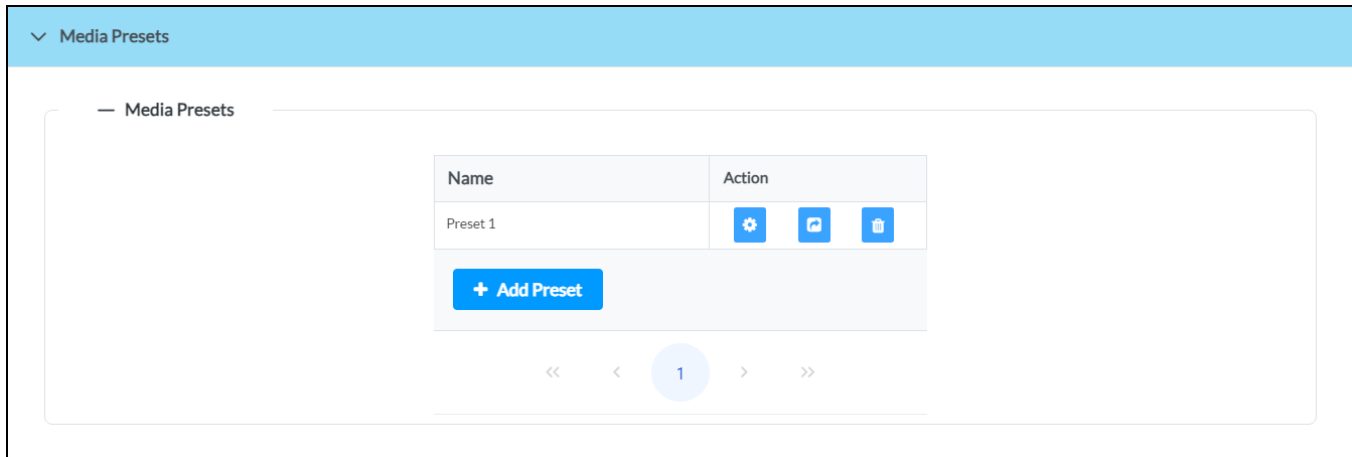 Media Presets
Media Presets
Name Action
Preset 1
+ Add Preset
<< < 1 > >>